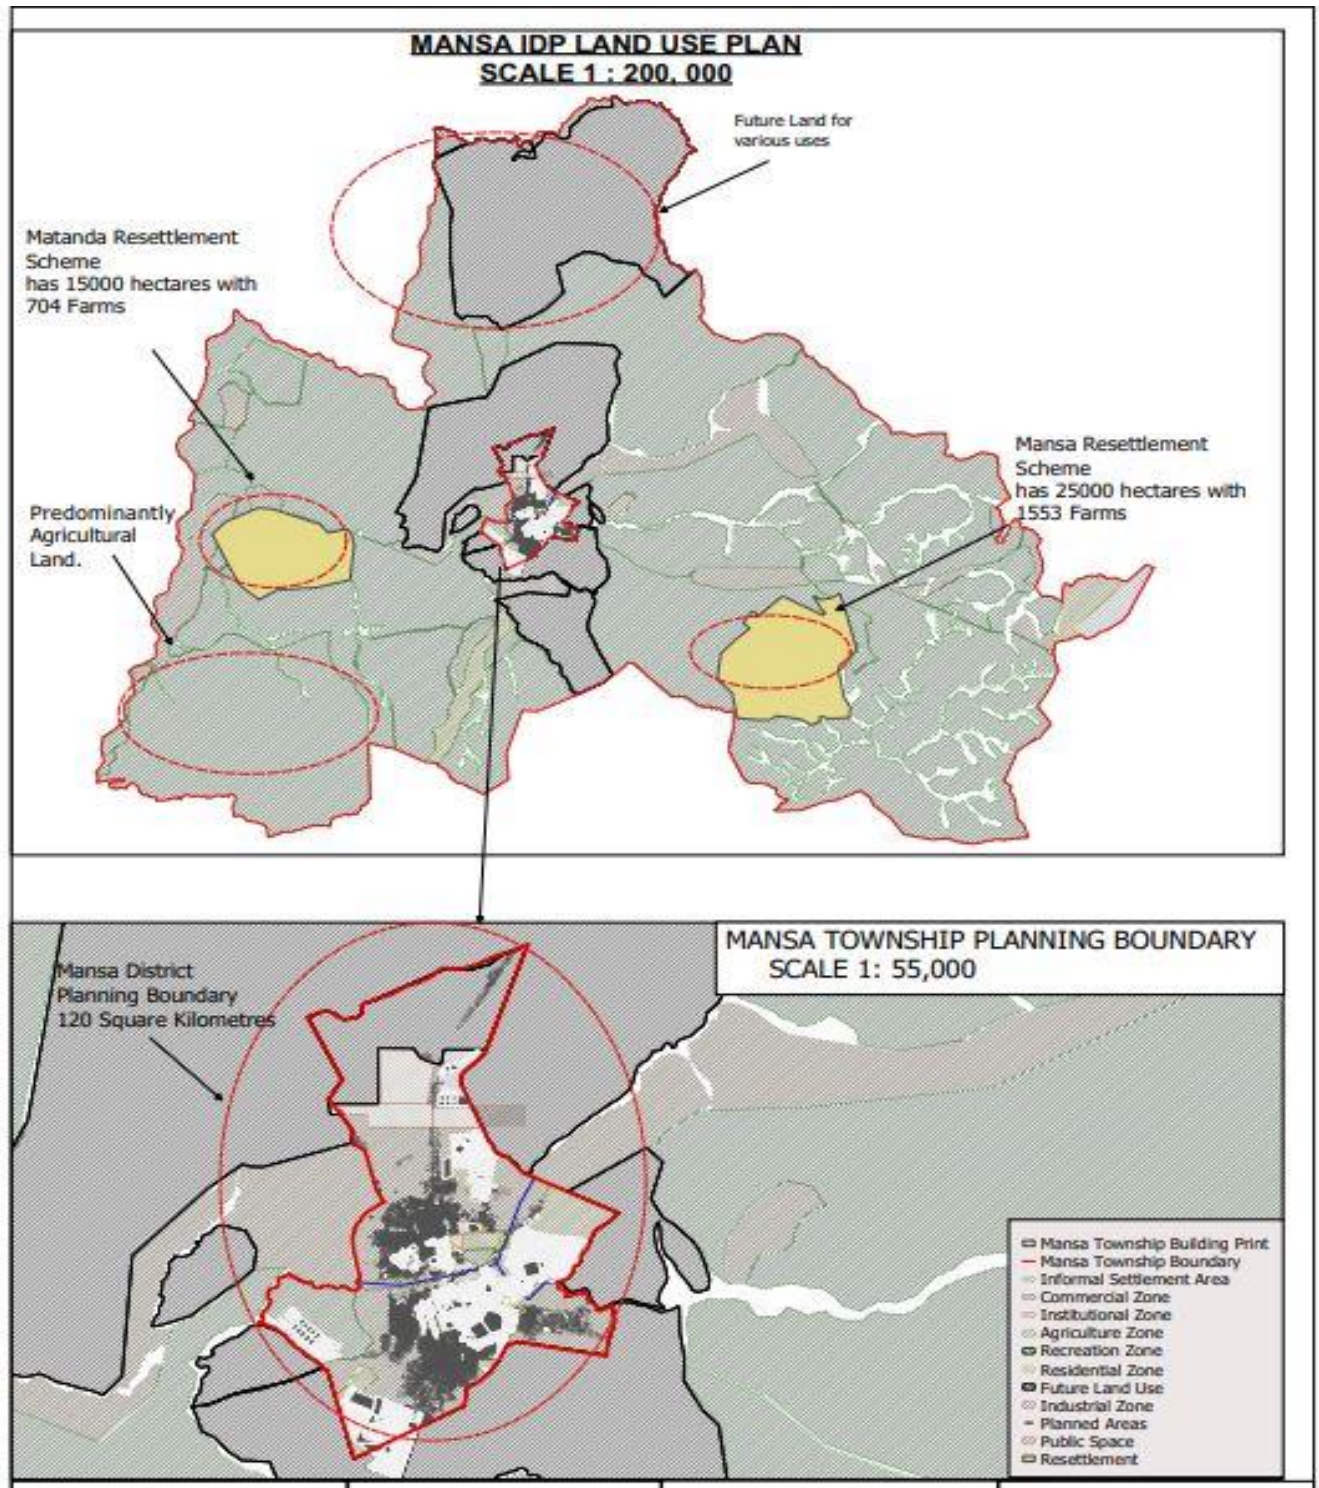 MANSA IDP LAND USE PLAN
SCALE 1 : 200, 000
Future Land for
various uses
Matanda Resettlement
Scheme
has 15000 hectares with
704 Farms
Mansa Resettlement
Scheme
has 25000 hectares with
1553 Farms
Predominantly
Agricultural
Land.
MANSA TOWNSHIP PLANNING BOUNDARY
SCALE 1: 55,000
Mansa District
Planning Boundary
120 Square Kilometres
Mansa Township Building Print
Mansa Township Boundary
Informal Settlement Area
Commercial Zone
Institutional Zone
Agriculture Zone
Recreation Zone
Residential Zone
Future Land Use
Industrial Zone
Planned Areas
Public Space
Resettlement